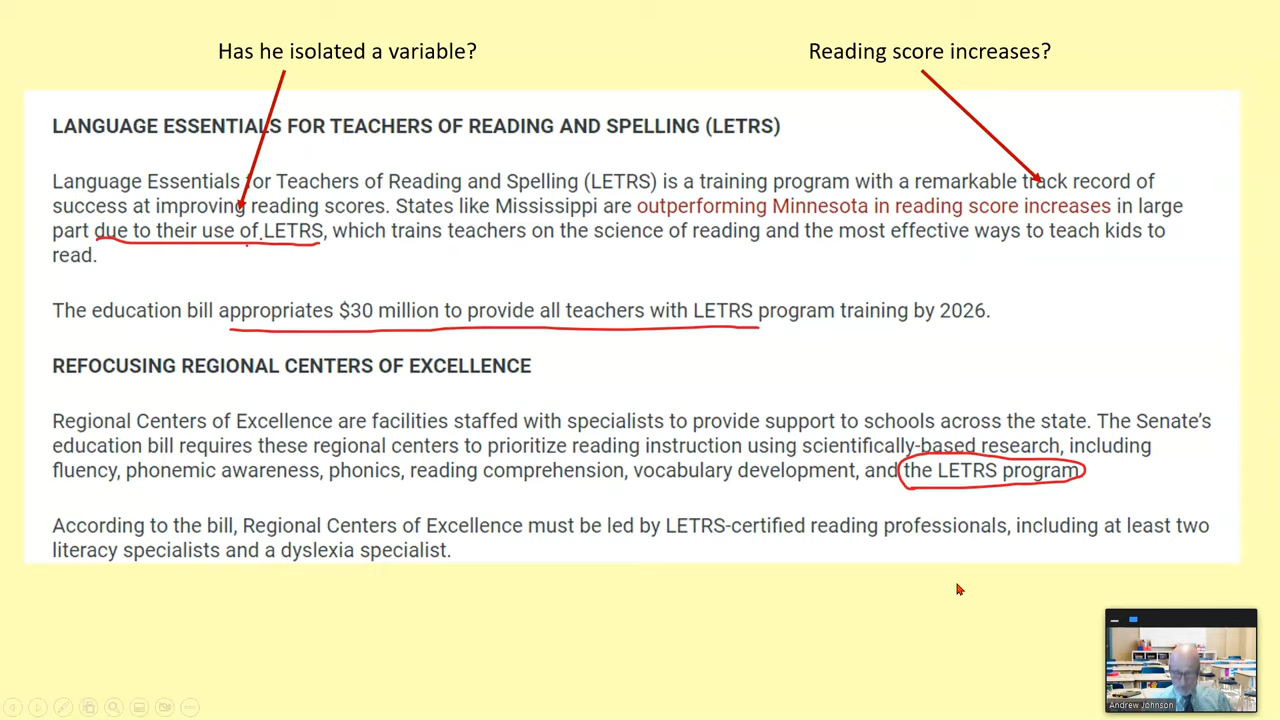 Has he isolated a variable?
Reading score increases?
LANGUAGE ESSENTIALS FOR TEACHERS OF READING AND SPELLING (LETRS)
Language Essentials for Teachers of Reading and Spelling (LETRS) is a training program with a remarkable track record of
success at improving reading scores. States like Mississippi are outperforming Minnesota in reading score increases in large
part due to their use of LETRS, which trains teachers on the science of reading and the most effective ways to teach kids to
read.
The education bill appropriates $30 million to provide all teachers with LETRS program training by 2026.
REFOCUSING REGIONAL CENTERS OF EXCELLENCE
Regional Centers of Excellence are facilities staffed with specialists to provide support to schools across the state. The Senate’s
education bill requires these regional centers to prioritize reading instruction using scientifically-based research, including
fluency, phonemic awareness, phonics, reading comprehension, vocabulary development, and the LETRS program.
According to the bill, Regional Centers of Excellence must be led by LETRS-certified reading professionals, including at least two
literacy specialists and a dyslexia specialist.
Andrew Johnson